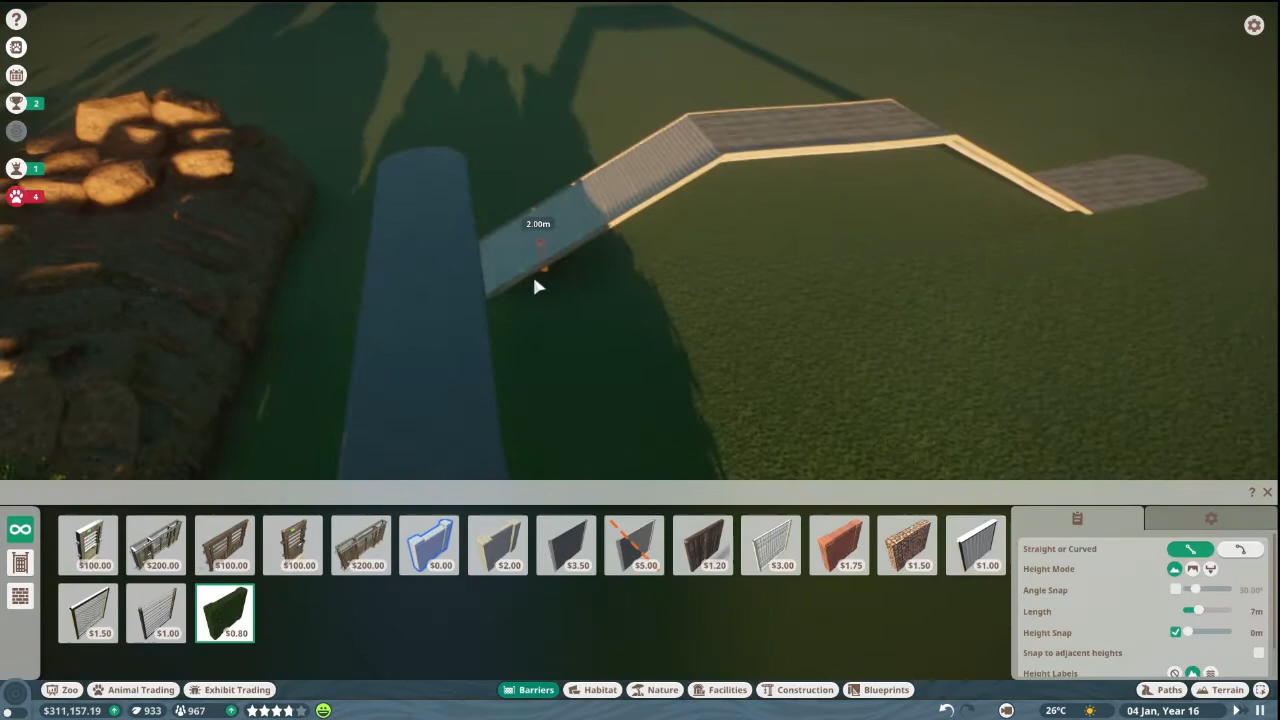 ?
2
1
4
2.00m
?
$100.00 $200.00 $100.00 $100.00 $200.00 $0.00 $2.00 $3.50 $5.00 $1.20 $3.00 $1.75 $1.50 $1.00
$1.50 $1.00 $0.80
Straight or Curved
Height Mode
Angle Snap 30.00°
Length 7m
Height Snap 0m
Snap to adjacent heights
Height Labels
Zoo Animal Trading Exhibit Trading Barriers Habitat Nature Facilities Construction Blueprints Paths Terrain
$311,157.19 933 967 26°C 04 Jan, Year 16